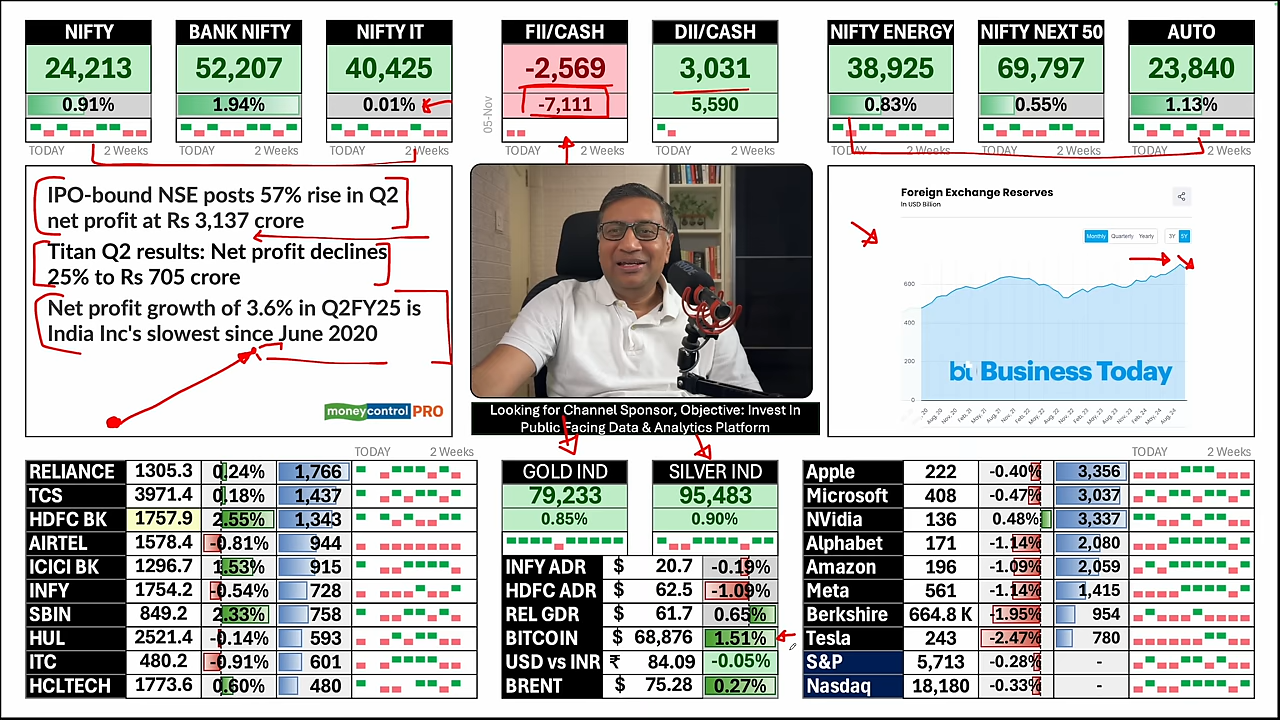 NIFTY
24,213
0.91%
TODAY 2 Weeks
BANK NIFTY
52,207
1.94%
NIFTY IT
40,425
0.01%
TODAY 2 Weeks
05-Nov
FII/CASH
-2,569
-7,111
TODAY 2 Weeks
DII/CASH
3,031
5,590
NIFTY ENERGY
38,925
0.83%
TODAY 2 Weeks
NIFTY NEXT 50
69,797
0.55%
AUTO
23,840
1.13%
TODAY 2 Weeks
IPO-bound NSE posts 57% rise in Q2
net profit at Rs 3,137 crore
Titan Q2 results: Net profit declines
25% to Rs 705 crore
Net profit growth of 3.6% in Q2FY25 is
India Inc's slowest since June 2020
moneycontrol PRO
Looking for Channel Sponsor, Objective: Invest In
Public Facing Data & Analytics Platform
Foreign Exchange Reserves
In USD Billion
Monthly Quarterly Yearly 3Y 5Y
600
400
200
0
bt Business Today
TODAY 2 Weeks
RELIANCE 1305.3 0.24% 1,766
TCS 3971.4 0.18% 1,437
HDFC BK 1757.9 2.55% 1,343
AIRTEL 1578.4 -0.81% 944
ICICI BK 1296.7 1.53% 915
INFY 1754.2 -0.54% 728
SBIN 849.2 2.33% 758
HUL 2521.4 -0.14% 593
ITC 480.2 -0.91% 601
HCLTECH 1773.6 0.60% 480
GOLD IND
79,233
0.85%
SILVER IND
95,483
0.90%
INFY ADR $ 20.7 -0.19%
HDFC ADR $ 62.5 -1.09%
REL GDR $ 61.7 0.65%
BITCOIN $ 68,876 1.51%
USD vs INR ₹ 84.09 -0.05%
BRENT $ 75.28 0.27%
TODAY 2 Weeks
Apple 222 -0.40% 3,356
Microsoft 408 -0.47% 3,037
NVidia 136 0.48% 3,337
Alphabet 171 -1.14% 2,080
Amazon 196 -1.09% 2,059
Meta 561 -1.14% 1,415
Berkshire 664.8 K -1.95% 954
Tesla 243 -2.47% 780
S&P 5,713 -0.28% -
Nasdaq 18,180 -0.33% -